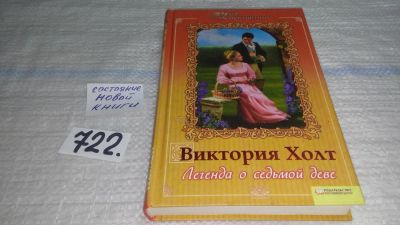 состояние
новой
книги
722.
Виктория Холт
Легенда о седьмой деве